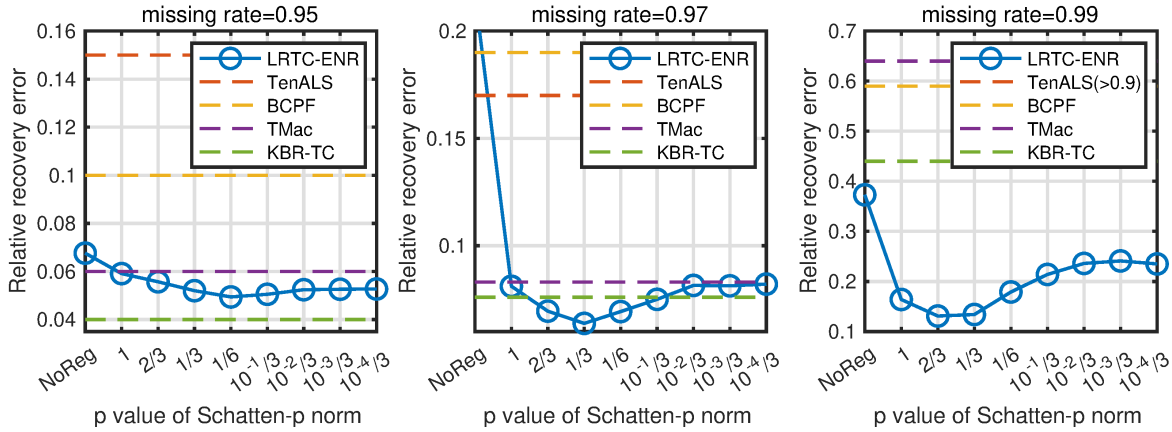 missing rate=0.95
0.16
0.14
0.12
0.1
0.08
0.06
0.04
Relative recovery error
LRTC-ENR
TenALS
BCPF
TMac
KBR-TC
NoReg
1
2/3
1/3
1/6
10⁻¹/3
10⁻²/3
10⁻³/3
10⁻⁴/3
p value of Schatten-p norm
missing rate=0.97
0.2
0.15
0.1
Relative recovery error
LRTC-ENR
TenALS
BCPF
TMac
KBR-TC
NoReg
1
2/3
1/3
1/6
10⁻¹/3
10⁻²/3
10⁻³/3
10⁻⁴/3
p value of Schatten-p norm
missing rate=0.99
0.7
0.6
0.5
0.4
0.3
0.2
0.1
Relative recovery error
LRTC-ENR
TenALS(>0.9)
BCPF
TMac
KBR-TC
NoReg
1
2/3
1/3
1/6
10⁻¹/3
10⁻²/3
10⁻³/3
10⁻⁴/3
p value of Schatten-p norm